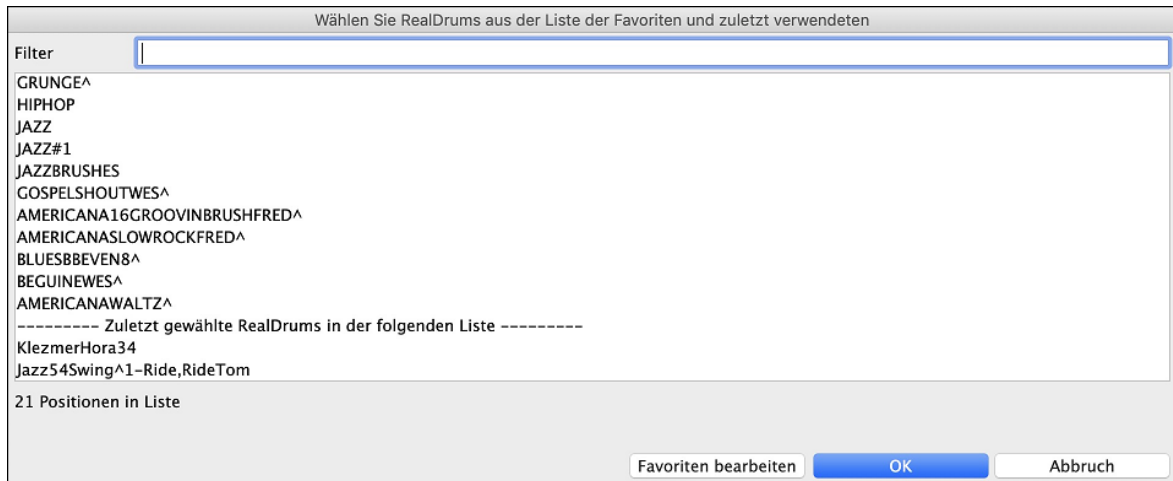 Wählen Sie RealDrums aus der Liste der Favoriten und zuletzt verwendeten
Filter
GRUNGE^
HIPHOP
JAZZ
JAZZ#1
JAZZBRUSHES
GOSPELSHOUTWES^
AMERICANA16GROOVINBRUSHFRED^
AMERICANASLOWROCKFRED^
BLUESBBEVEN8^
BEGUINEWES^
AMERICANAWALTZ^
--------- Zuletzt gewählte RealDrums in der folgenden Liste ---------
KlezmerHora34
Jazz54Swing^1-Ride,RideTom
21 Positionen in Liste
Favoriten bearbeiten OK Abbruch